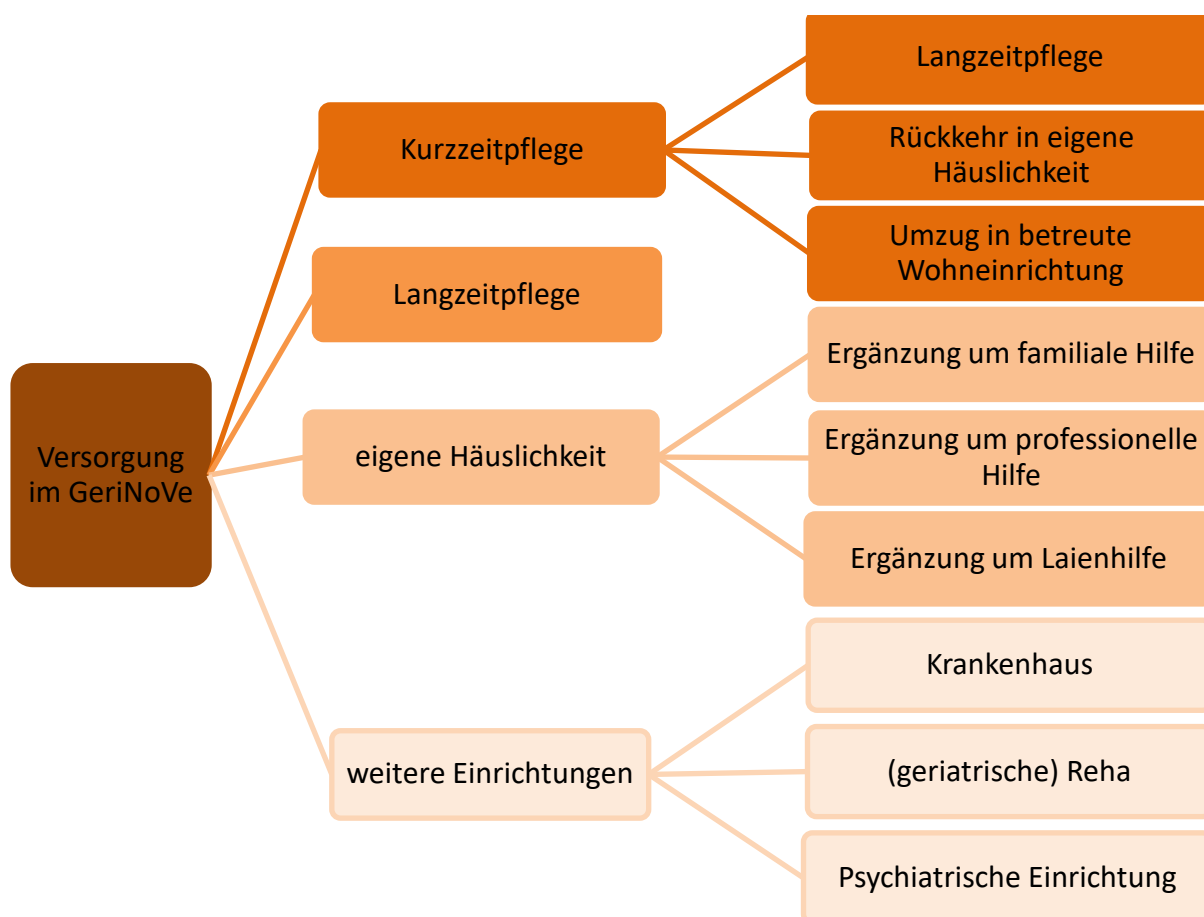 Versorgung
im GeriNoVe
Kurzzeitpflege
Langzeitpflege
Rückkehr in eigene
Häuslichkeit
Umzug in betreute
Wohneinrichtung
Langzeitpflege
eigene Häuslichkeit
Ergänzung um familiale Hilfe
Ergänzung um professionelle
Hilfe
Ergänzung um Laienhilfe
weitere Einrichtungen
Krankenhaus
(geriatrische) Reha
Psychiatrische Einrichtung